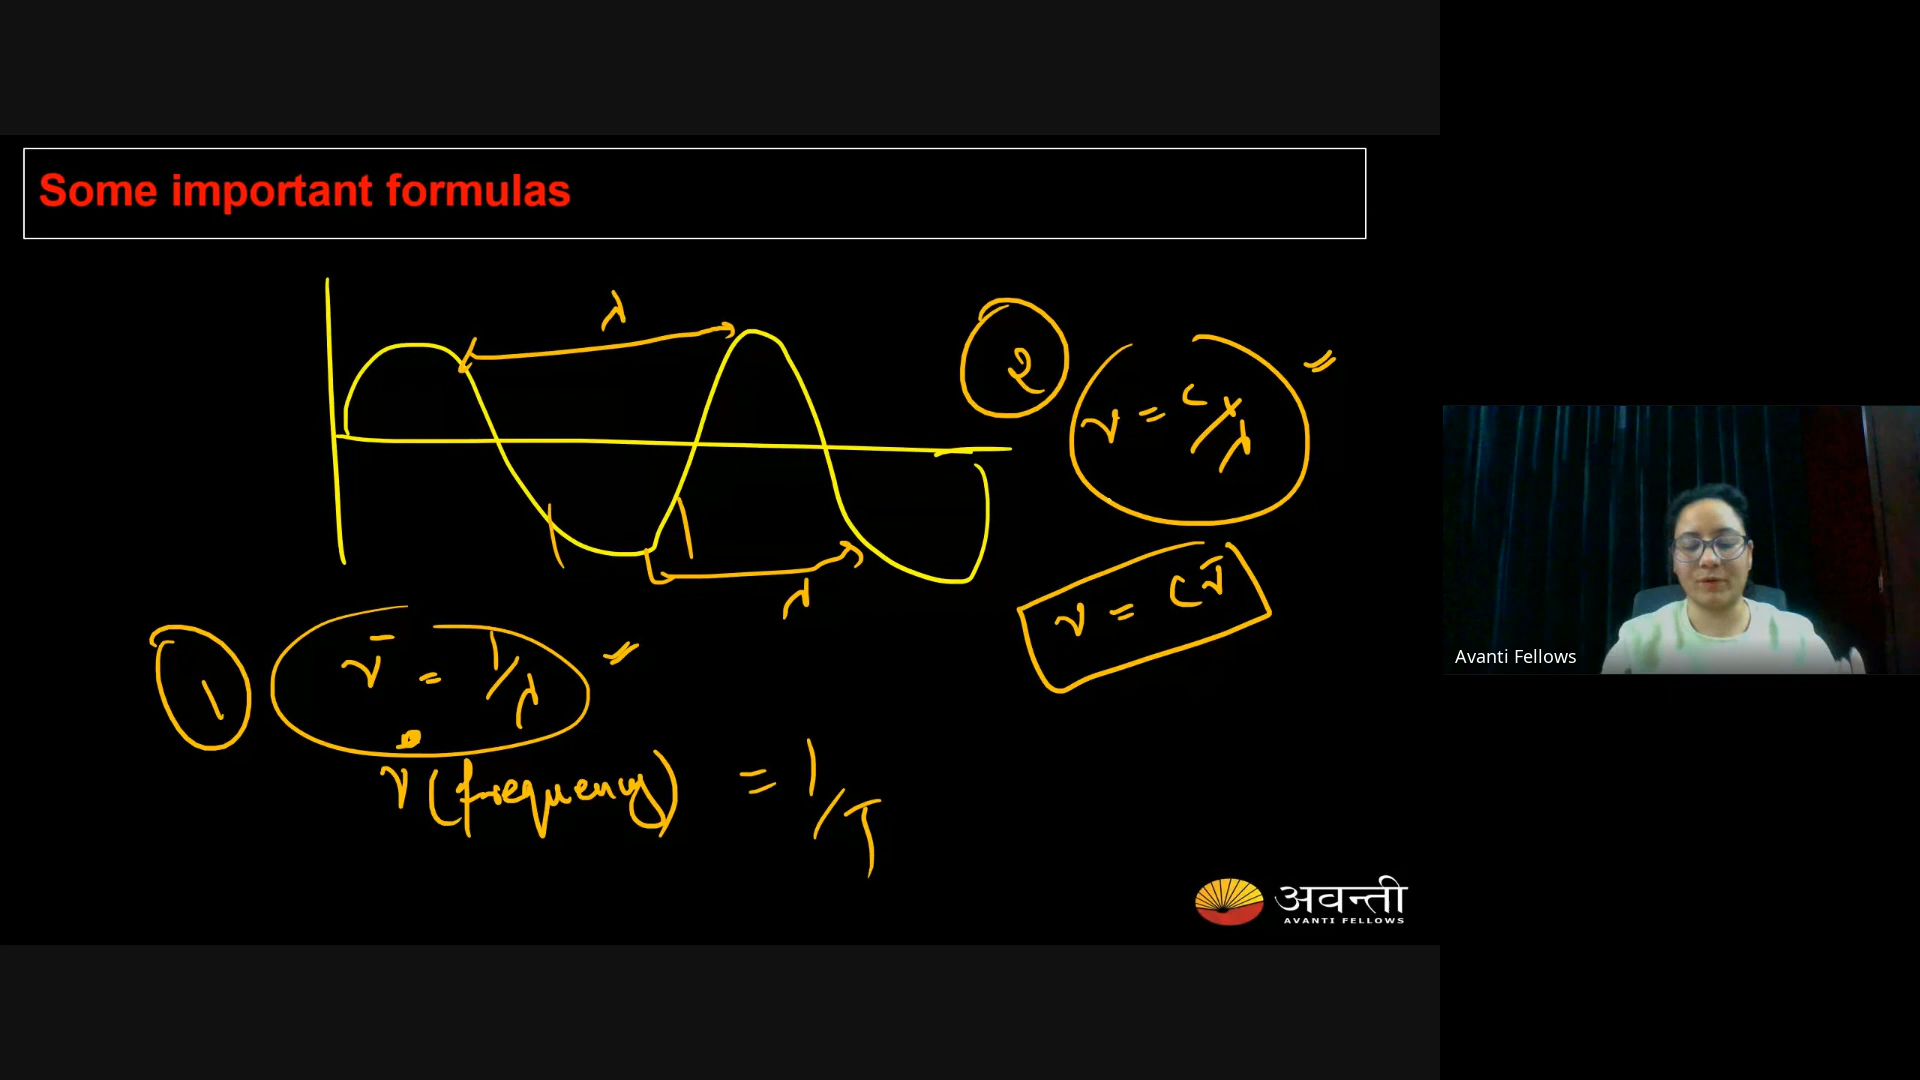 Some important formulas
λ
2
ν = c/λ
λ
ν = cν̄
1
ν̄ = 1/λ
ν (frequency) = 1/T
Avanti Fellows
अवन्ती
AVANTI FELLOWS